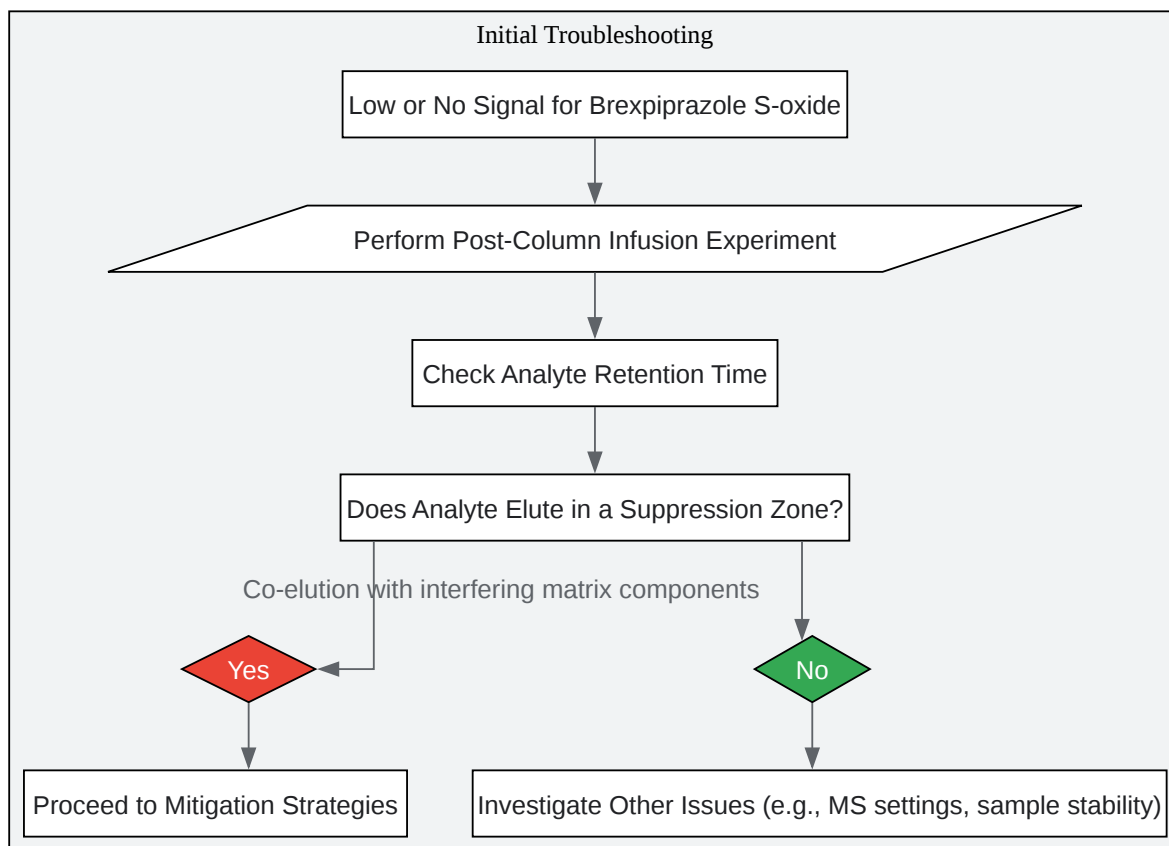 Initial Troubleshooting
Low or No Signal for Brexpiprazole S-oxide
Perform Post-Column Infusion Experiment
Check Analyte Retention Time
Does Analyte Elute in a Suppression Zone?
Co-elution with interfering matrix components
Yes
No
Proceed to Mitigation Strategies
Investigate Other Issues (e.g., MS settings, sample stability)